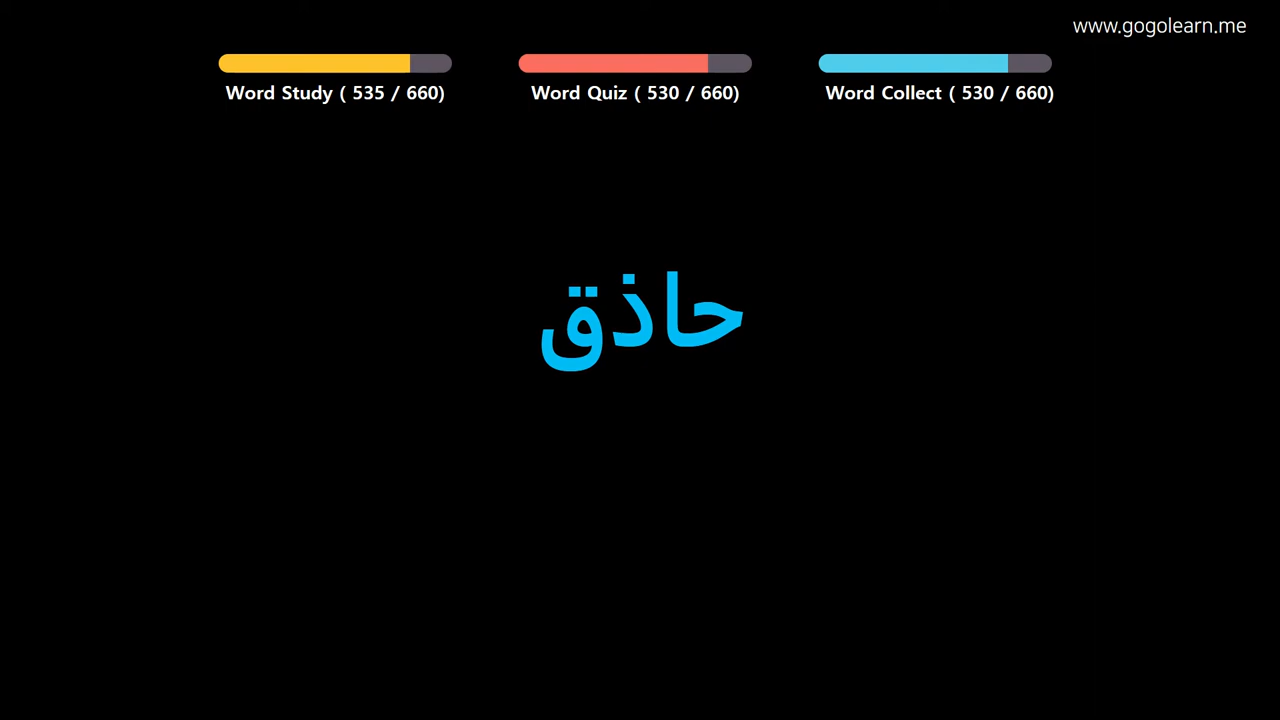 www.gogolearn.me
Word Study ( 535 / 660)
Word Quiz ( 530 / 660)
Word Collect ( 530 / 660)
حاذق